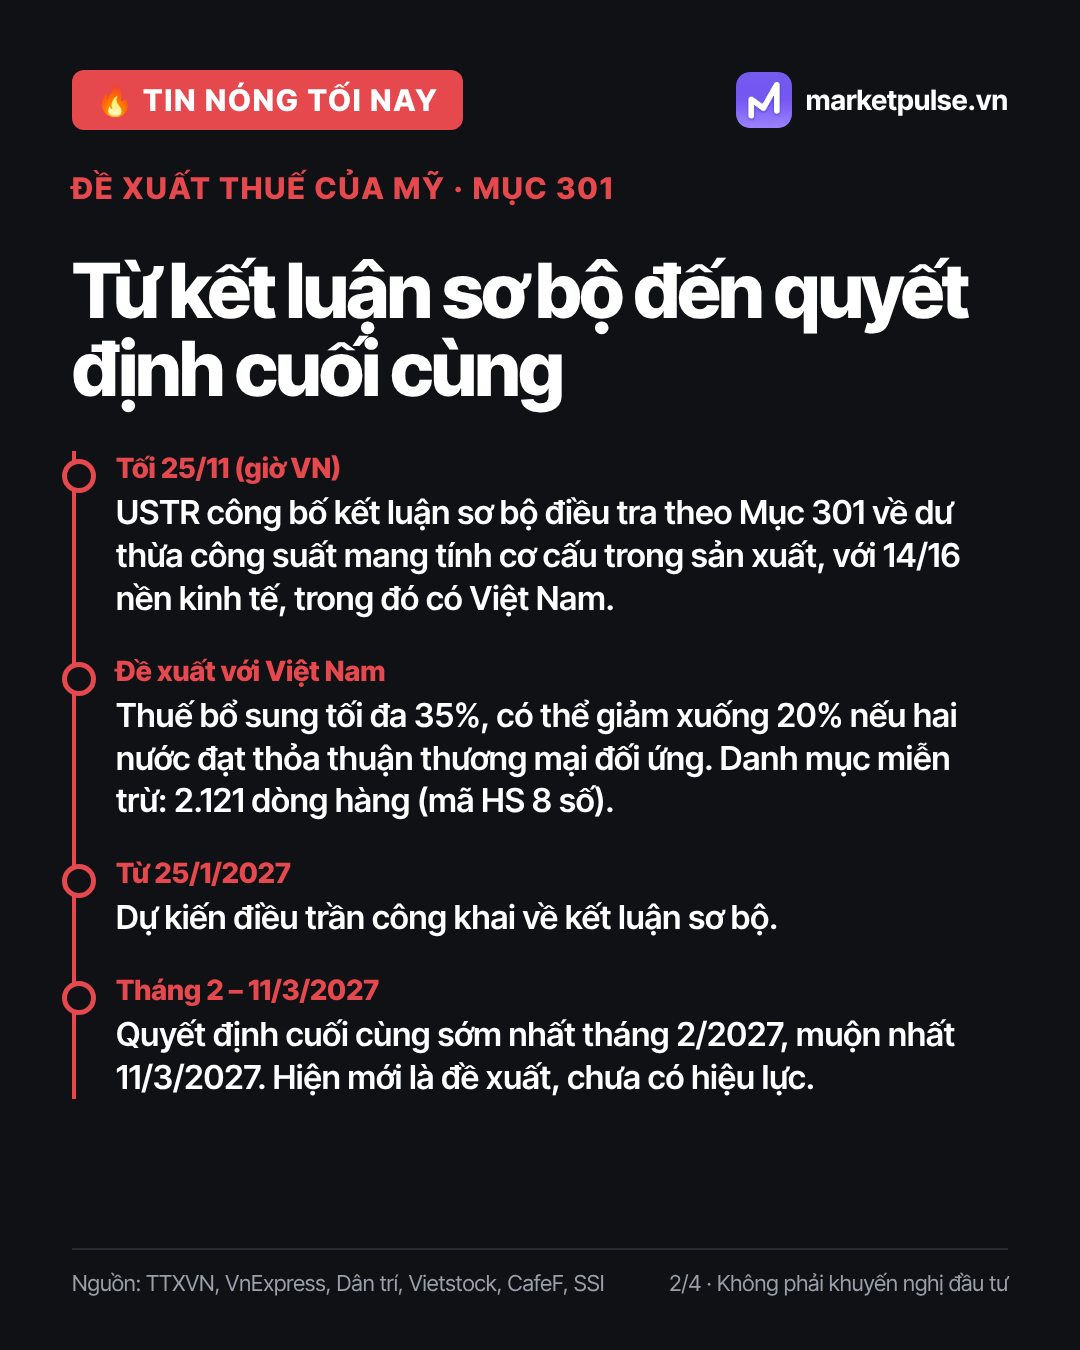 🔥 TIN NÓNG TỐI NAY
marketpulse.vn
ĐỀ XUẤT THUẾ CỦA MỸ · MỤC 301
Từ kết luận sơ bộ đến quyết
định cuối cùng
Tối 25/11 (giờ VN)
USTR công bố kết luận sơ bộ điều tra theo Mục 301 về dư
thừa công suất mang tính cơ cấu trong sản xuất, với 14/16
nền kinh tế, trong đó có Việt Nam.
Đề xuất với Việt Nam
Thuế bổ sung tối đa 35%, có thể giảm xuống 20% nếu hai
nước đạt thỏa thuận thương mại đối ứng. Danh mục miễn
trừ: 2.121 dòng hàng (mã HS 8 số).
Từ 25/1/2027
Dự kiến điều trần công khai về kết luận sơ bộ.
Tháng 2 – 11/3/2027
Quyết định cuối cùng sớm nhất tháng 2/2027, muộn nhất
11/3/2027. Hiện mới là đề xuất, chưa có hiệu lực.
Nguồn: TTXVN, VnExpress, Dân trí, Vietstock, CafeF, SSI
2/4 · Không phải khuyến nghị đầu tư